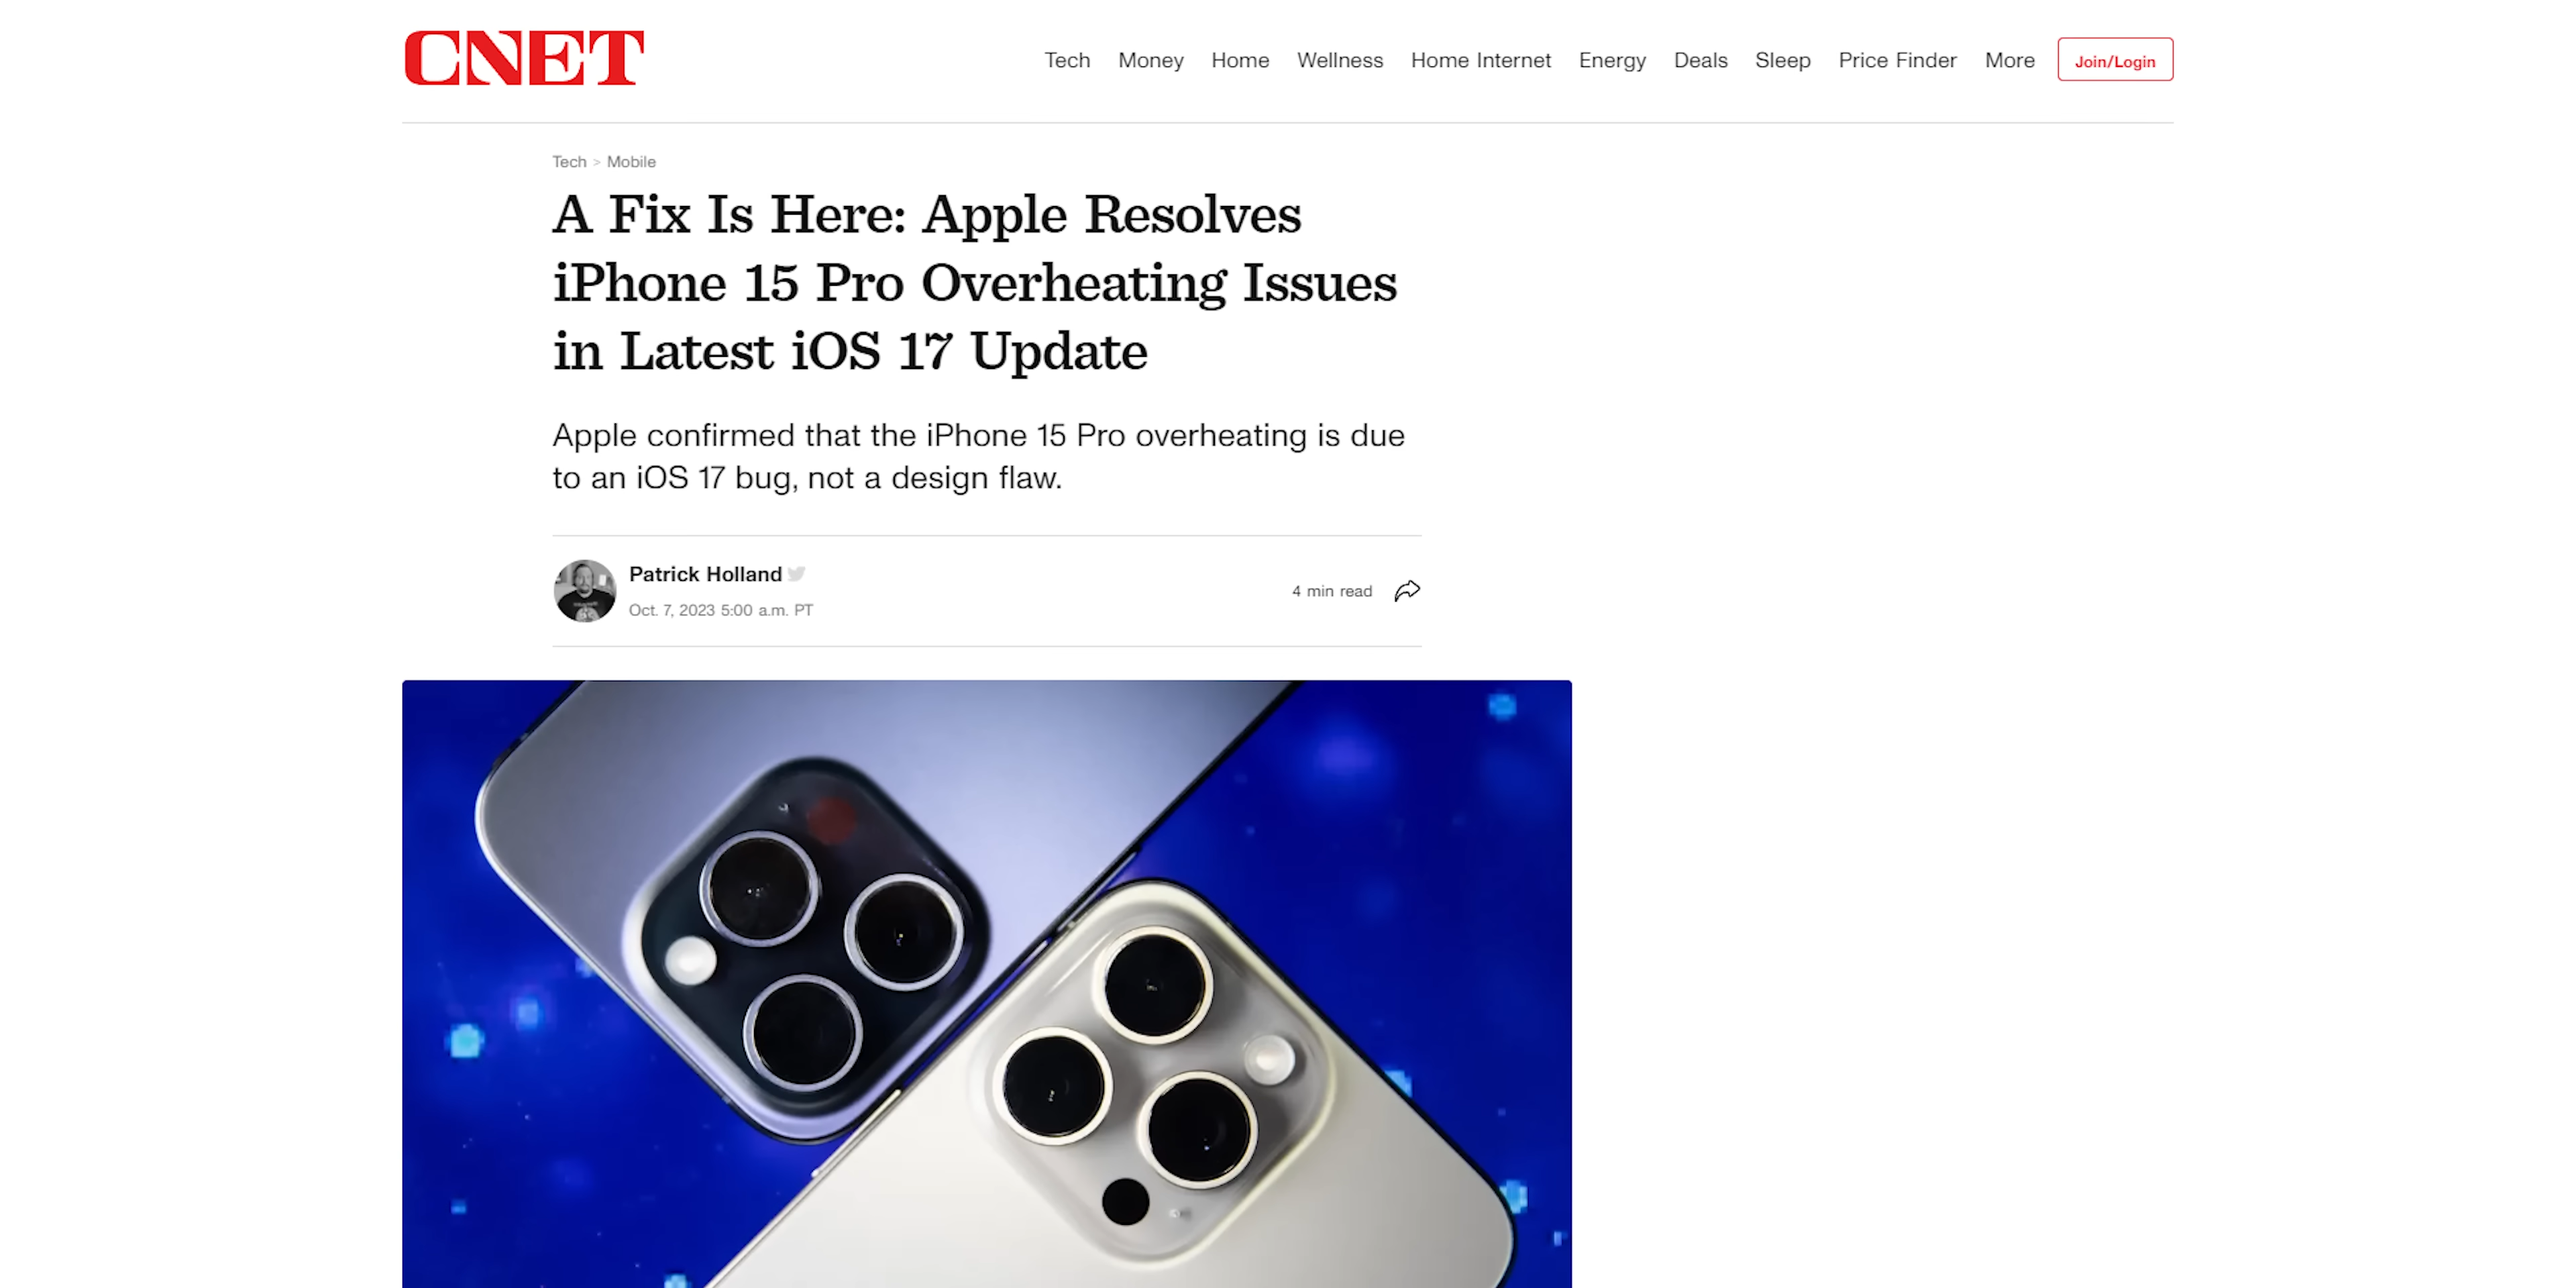 CNET
Tech Money Home Wellness Home Internet Energy Deals Sleep Price Finder More Join/Login
Tech > Mobile
A Fix Is Here: Apple Resolves
iPhone 15 Pro Overheating Issues
in Latest iOS 17 Update
Apple confirmed that the iPhone 15 Pro overheating is due
to an iOS 17 bug, not a design flaw.
Patrick Holland
Oct. 7, 2023 5:00 a.m. PT
4 min read